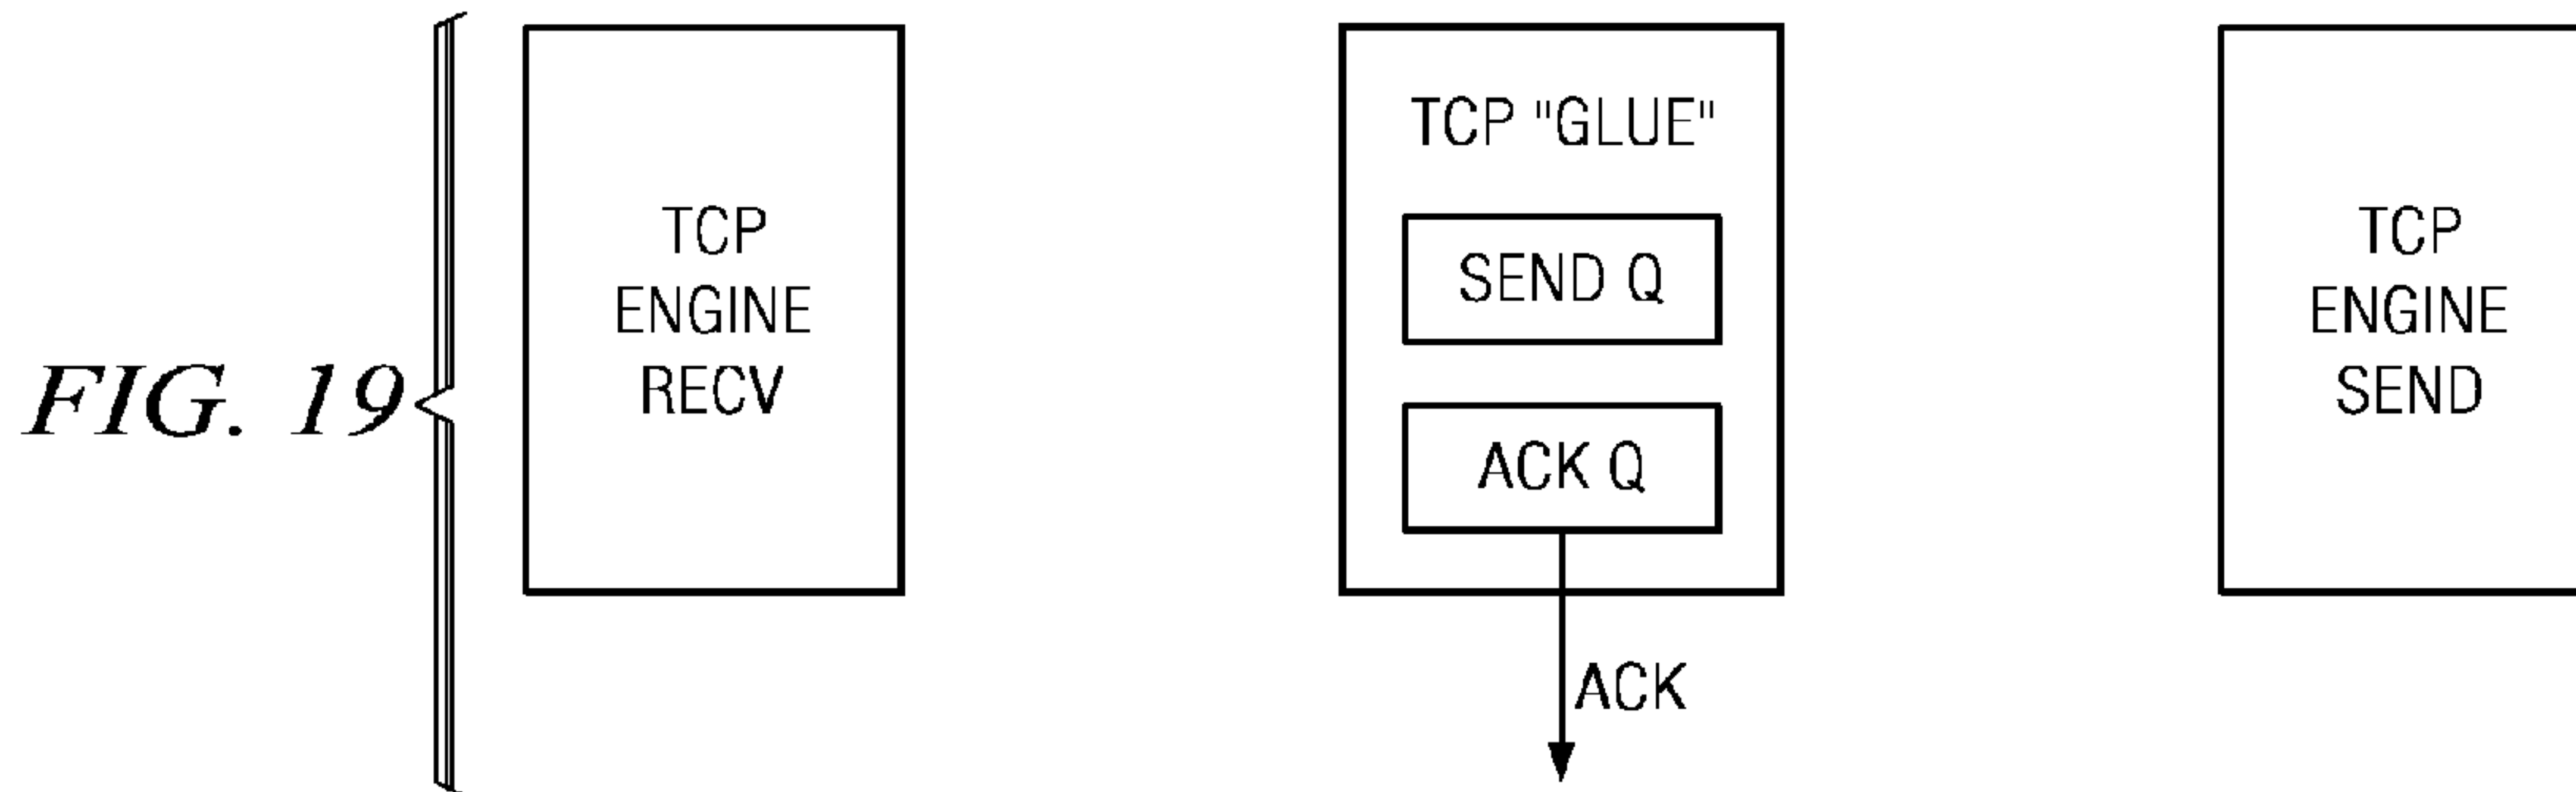 FIG. 19
TCP
ENGINE
RECV
TCP "GLUE"
SEND Q
ACK Q
ACK
TCP
ENGINE
SEND